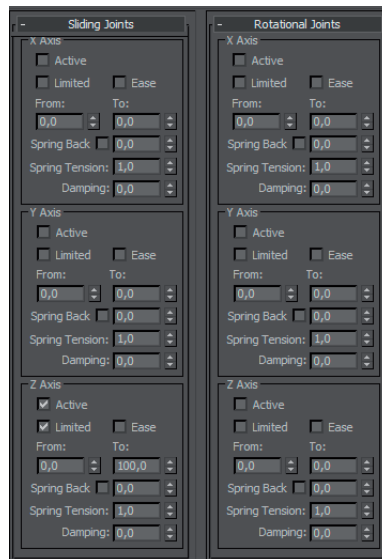 - Sliding Joints
X Axis
Active
Limited Ease
From: To:
0,0 0,0
Spring Back 0,0
Spring Tension: 1,0
Damping: 0,0
Y Axis
Active
Limited Ease
From: To:
0,0 0,0
Spring Back 0,0
Spring Tension: 1,0
Damping: 0,0
Z Axis
Active
Limited Ease
From: To:
0,0 100,0
Spring Back 0,0
Spring Tension: 1,0
Damping: 0,0
- Rotational Joints
X Axis
Active
Limited Ease
From: To:
0,0 0,0
Spring Back 0,0
Spring Tension: 1,0
Damping: 0,0
Y Axis
Active
Limited Ease
From: To:
0,0 0,0
Spring Back 0,0
Spring Tension: 1,0
Damping: 0,0
Z Axis
Active
Limited Ease
From: To:
0,0 0,0
Spring Back 0,0
Spring Tension: 1,0
Damping: 0,0